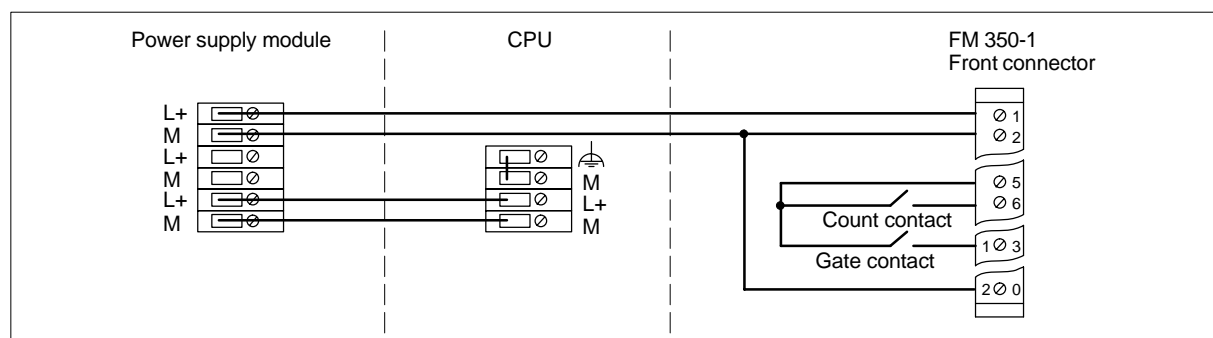 Power supply module
CPU
FM 350-1
Front connector
L+
M
L+
M
L+
M
M
L+
M
1
2
5
6
Count contact
1 3
Gate contact
2 0